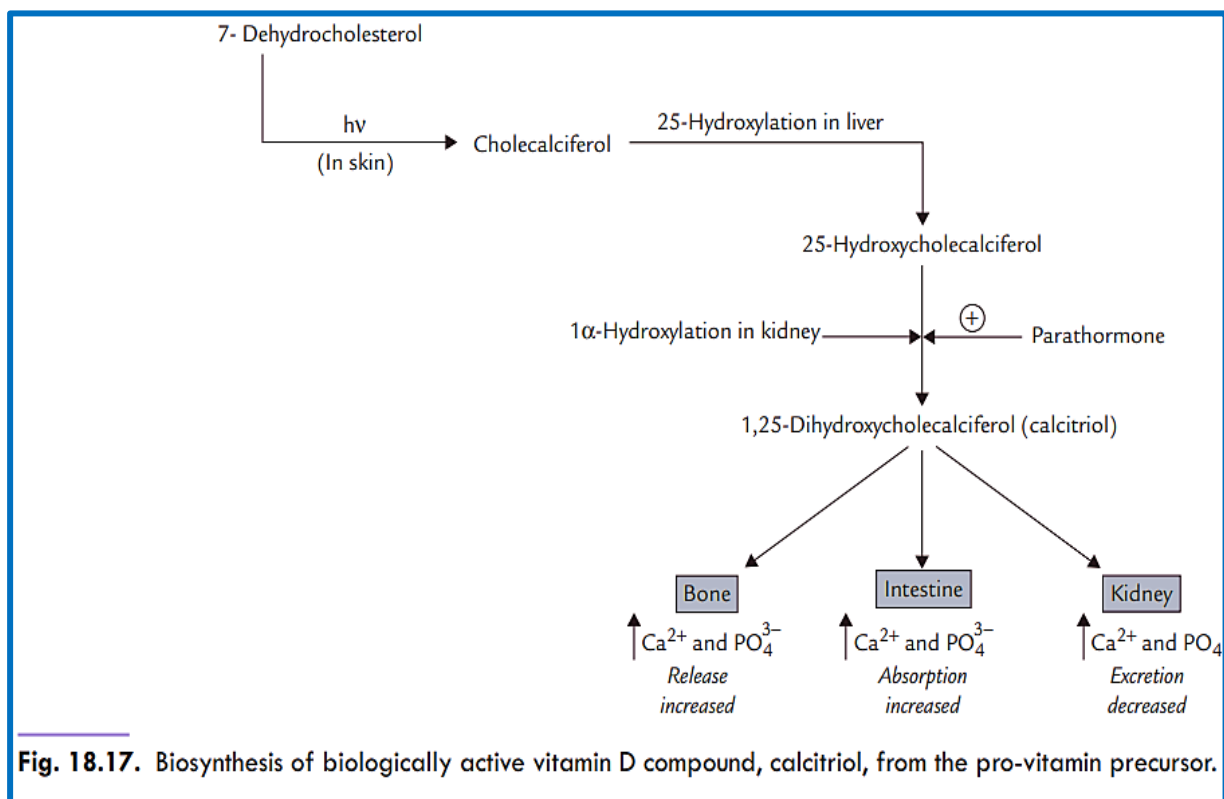 7- Dehydrocholesterol
hν
(In skin)
Cholecalciferol
25-Hydroxylation in liver
25-Hydroxycholecalciferol
1α-Hydroxylation in kidney
+
Parathormone
1,25-Dihydroxycholecalciferol (calcitriol)
Bone
Ca²⁺ and PO₄³⁻
Release
increased
Intestine
Ca²⁺ and PO₄³⁻
Absorption
increased
Kidney
Ca²⁺ and PO₄
Excretion
decreased
Fig. 18.17. Biosynthesis of biologically active vitamin D compound, calcitriol, from the pro-vitamin precursor.